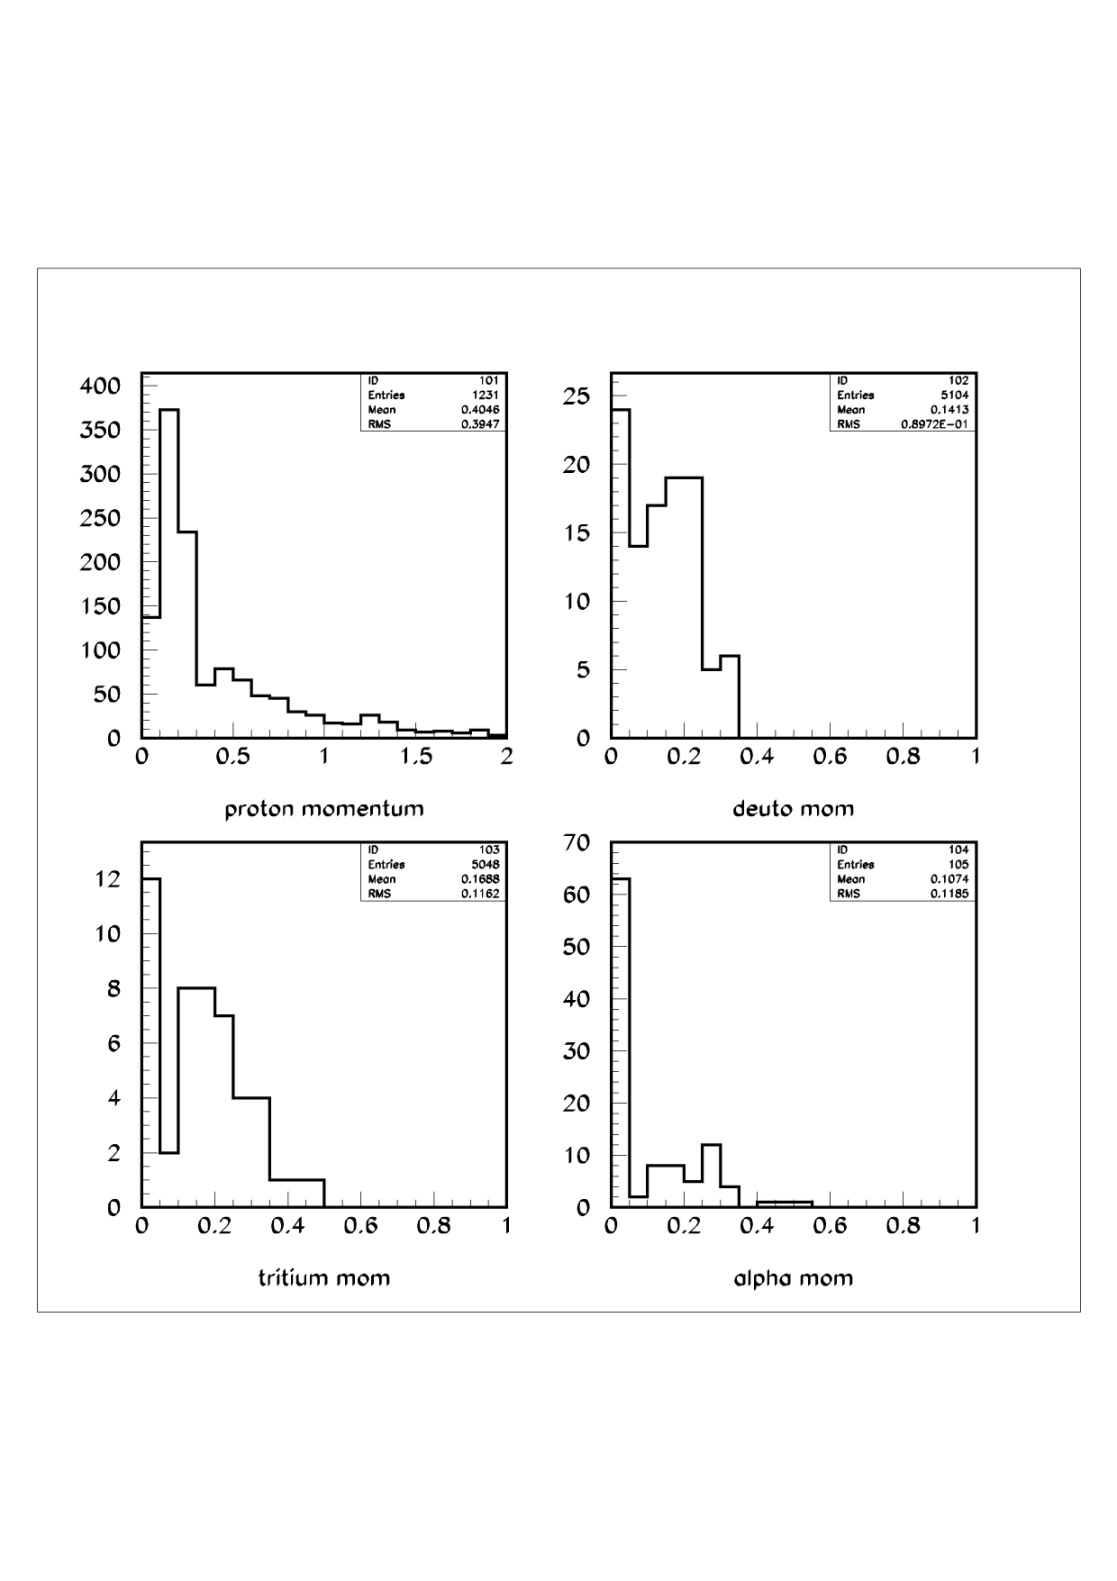 ID 101
Entries 1231
Mean 0.4046
RMS 0.3947
400
350
300
250
200
150
100
50
0
0 0.5 1 1.5 2
proton momentum
ID 102
Entries 5104
Mean 0.1413
RMS 0.8972E-01
25
20
15
10
5
0
0 0.2 0.4 0.6 0.8 1
deuto mom
ID 103
Entries 5048
Mean 0.1688
RMS 0.1162
12
10
8
6
4
2
0
0 0.2 0.4 0.6 0.8 1
tritium mom
ID 104
Entries 105
Mean 0.1074
RMS 0.1185
70
60
50
40
30
20
10
0
0 0.2 0.4 0.6 0.8 1
alpha mom